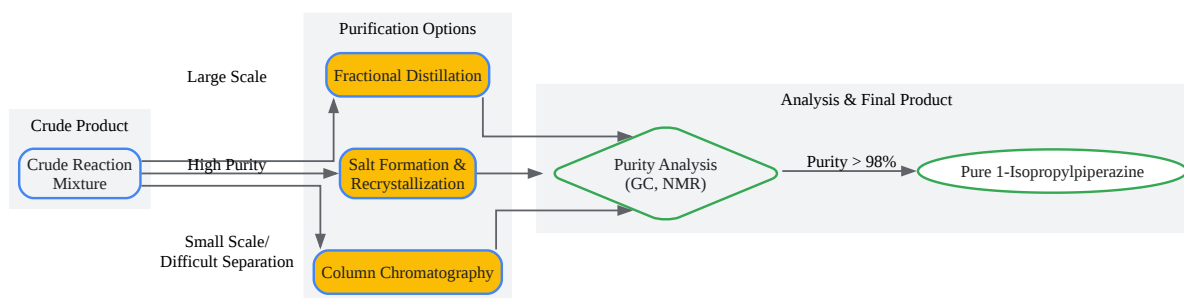 Purification Options
Large Scale
Fractional Distillation
Analysis & Final Product
Crude Product
Crude Reaction
Mixture
High Purity
Salt Formation &
Recrystallization
Purity Analysis
(GC, NMR)
Purity > 98%
Pure 1-Isopropylpiperazine
Small Scale/
Difficult Separation
Column Chromatography